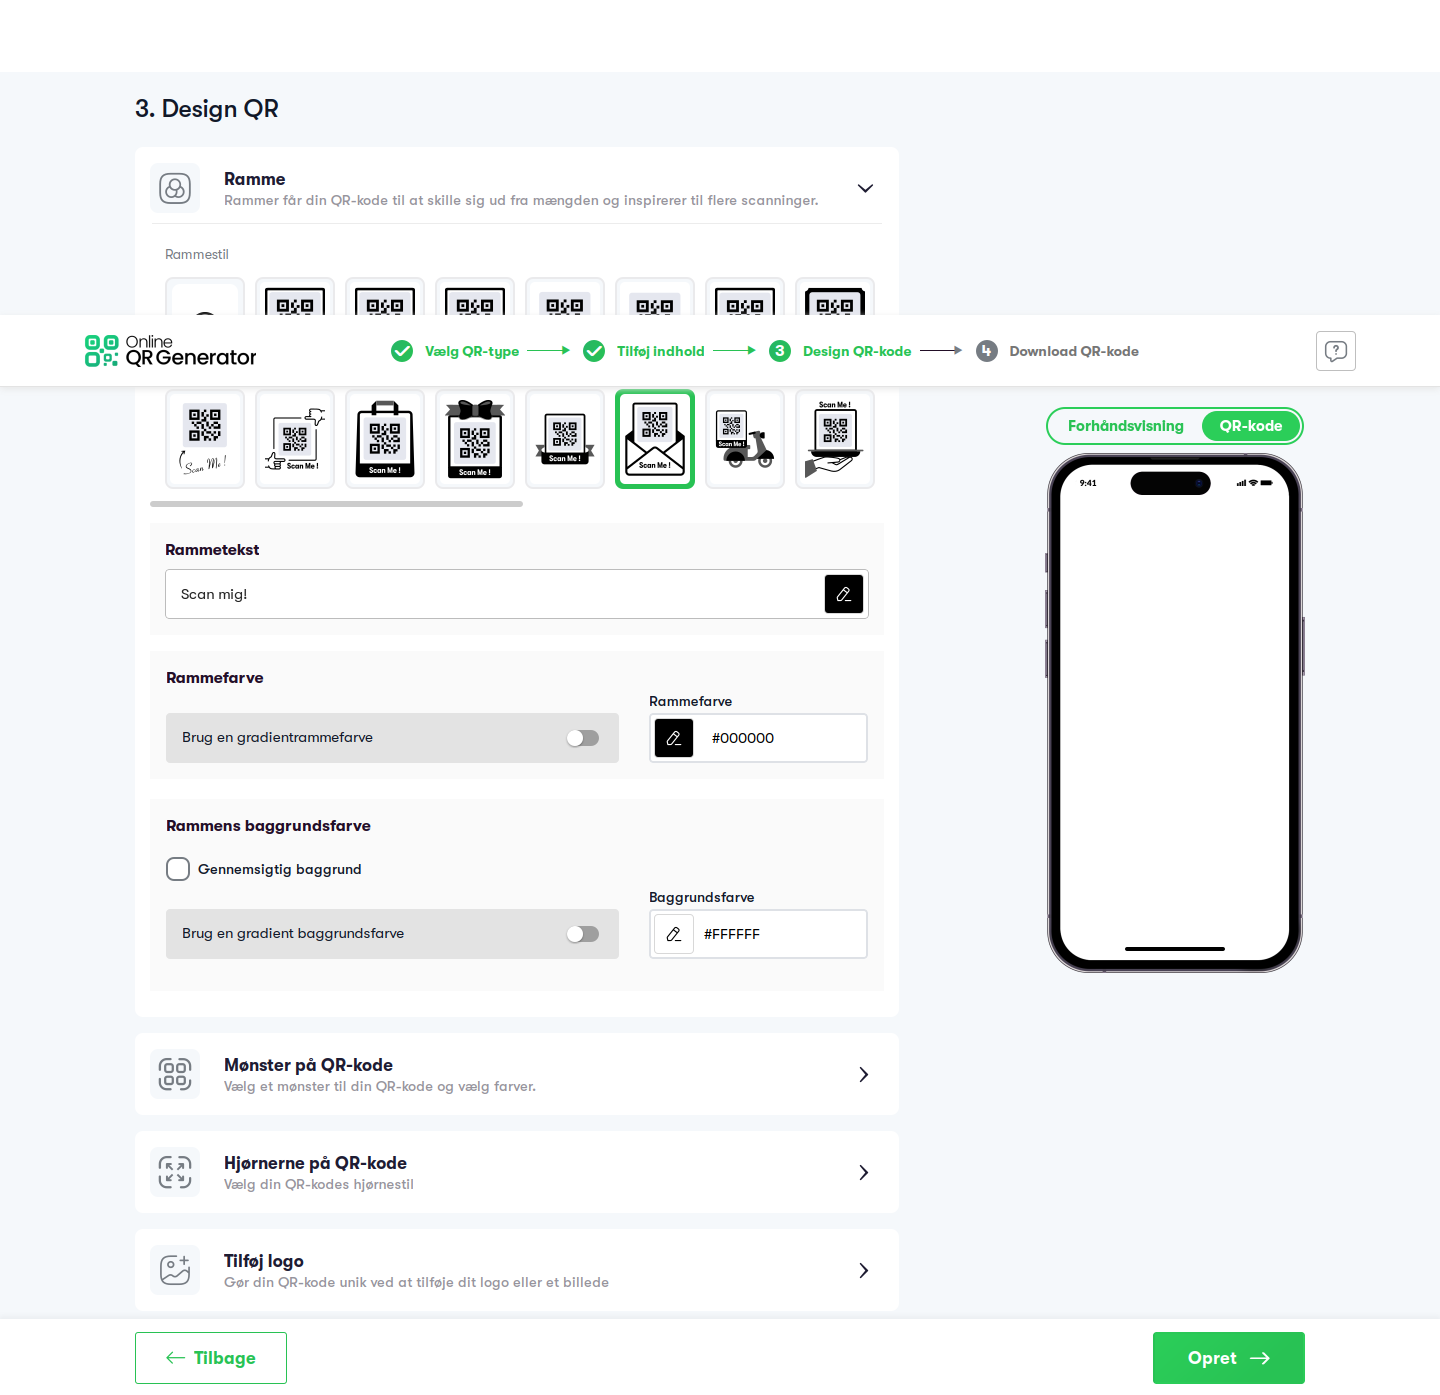 3. Design QR
Ramme
Rammer får din QR-kode til at skille sig ud fra mængden og inspirerer til flere scanninger.
Rammestil
Online
QR Generator
Vælg QR-type
Tilføj indhold
3 Design QR-kode
4 Download QR-kode
Scan Me !
Scan Me !
Scan Me !
Scan Me !
Scan Me !
Scan Me !
Scan Me !
Scan Me !
Forhåndsvisning
QR-kode
9:41
Rammetekst
Scan mig!
Rammefarve
Rammefarve
Brug en gradientrammefarve
#000000
Rammens baggrundsfarve
Gennemsigtig baggrund
Baggrundsfarve
Brug en gradient baggrundsfarve
#FFFFFF
Mønster på QR-kode
Vælg et mønster til din QR-kode og vælg farver.
Hjørnerne på QR-kode
Vælg din QR-kodes hjørnestil
Tilføj logo
Gør din QR-kode unik ved at tilføje dit logo eller et billede
Tilbage
Opret